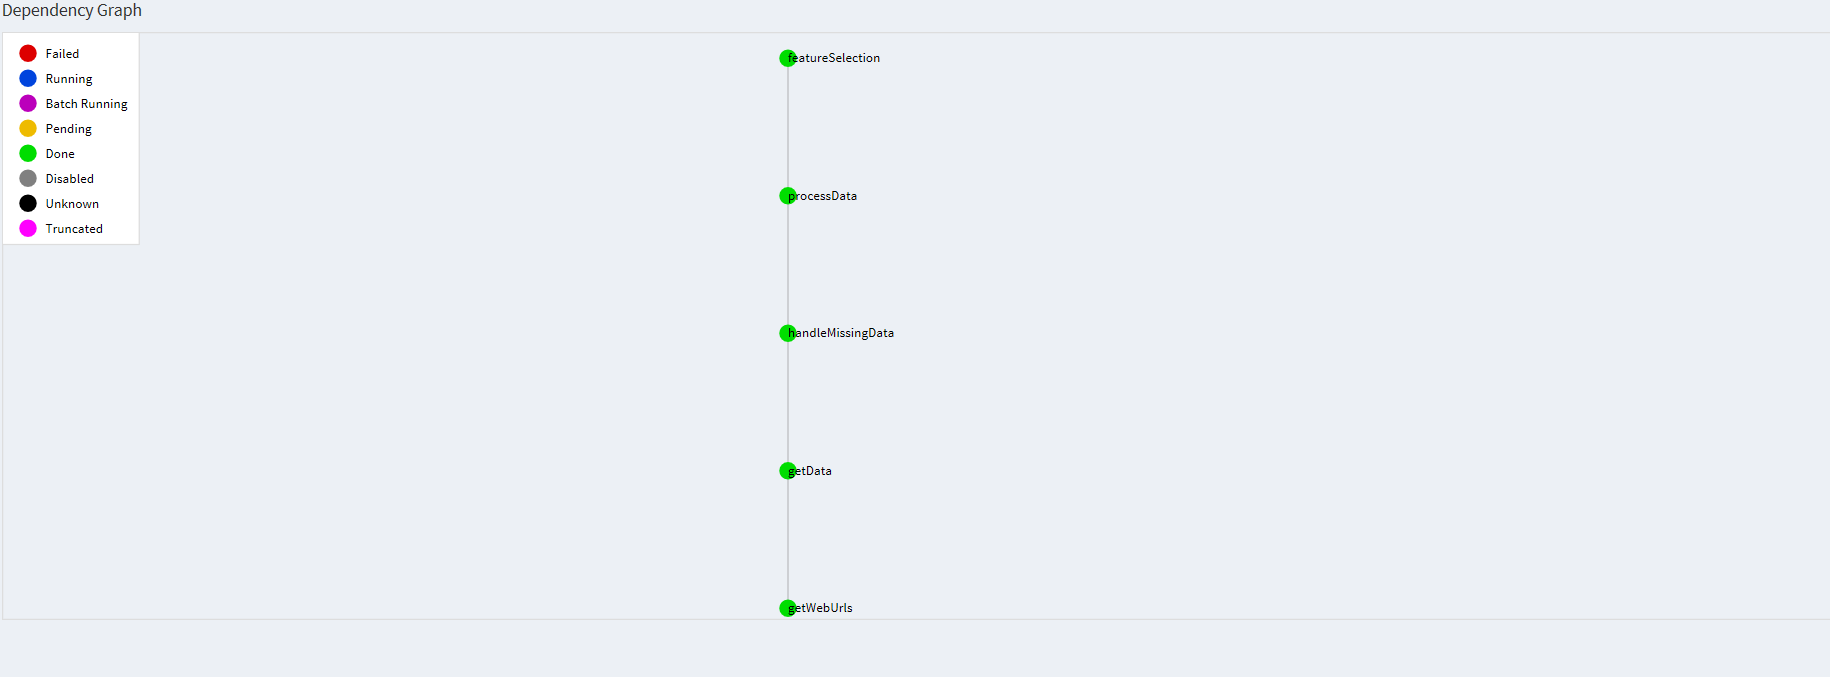 Dependency Graph
Failed
Running
Batch Running
Pending
Done
Disabled
Unknown
Truncated
featureSelection
processData
handleMissingData
getData
getWebUrls